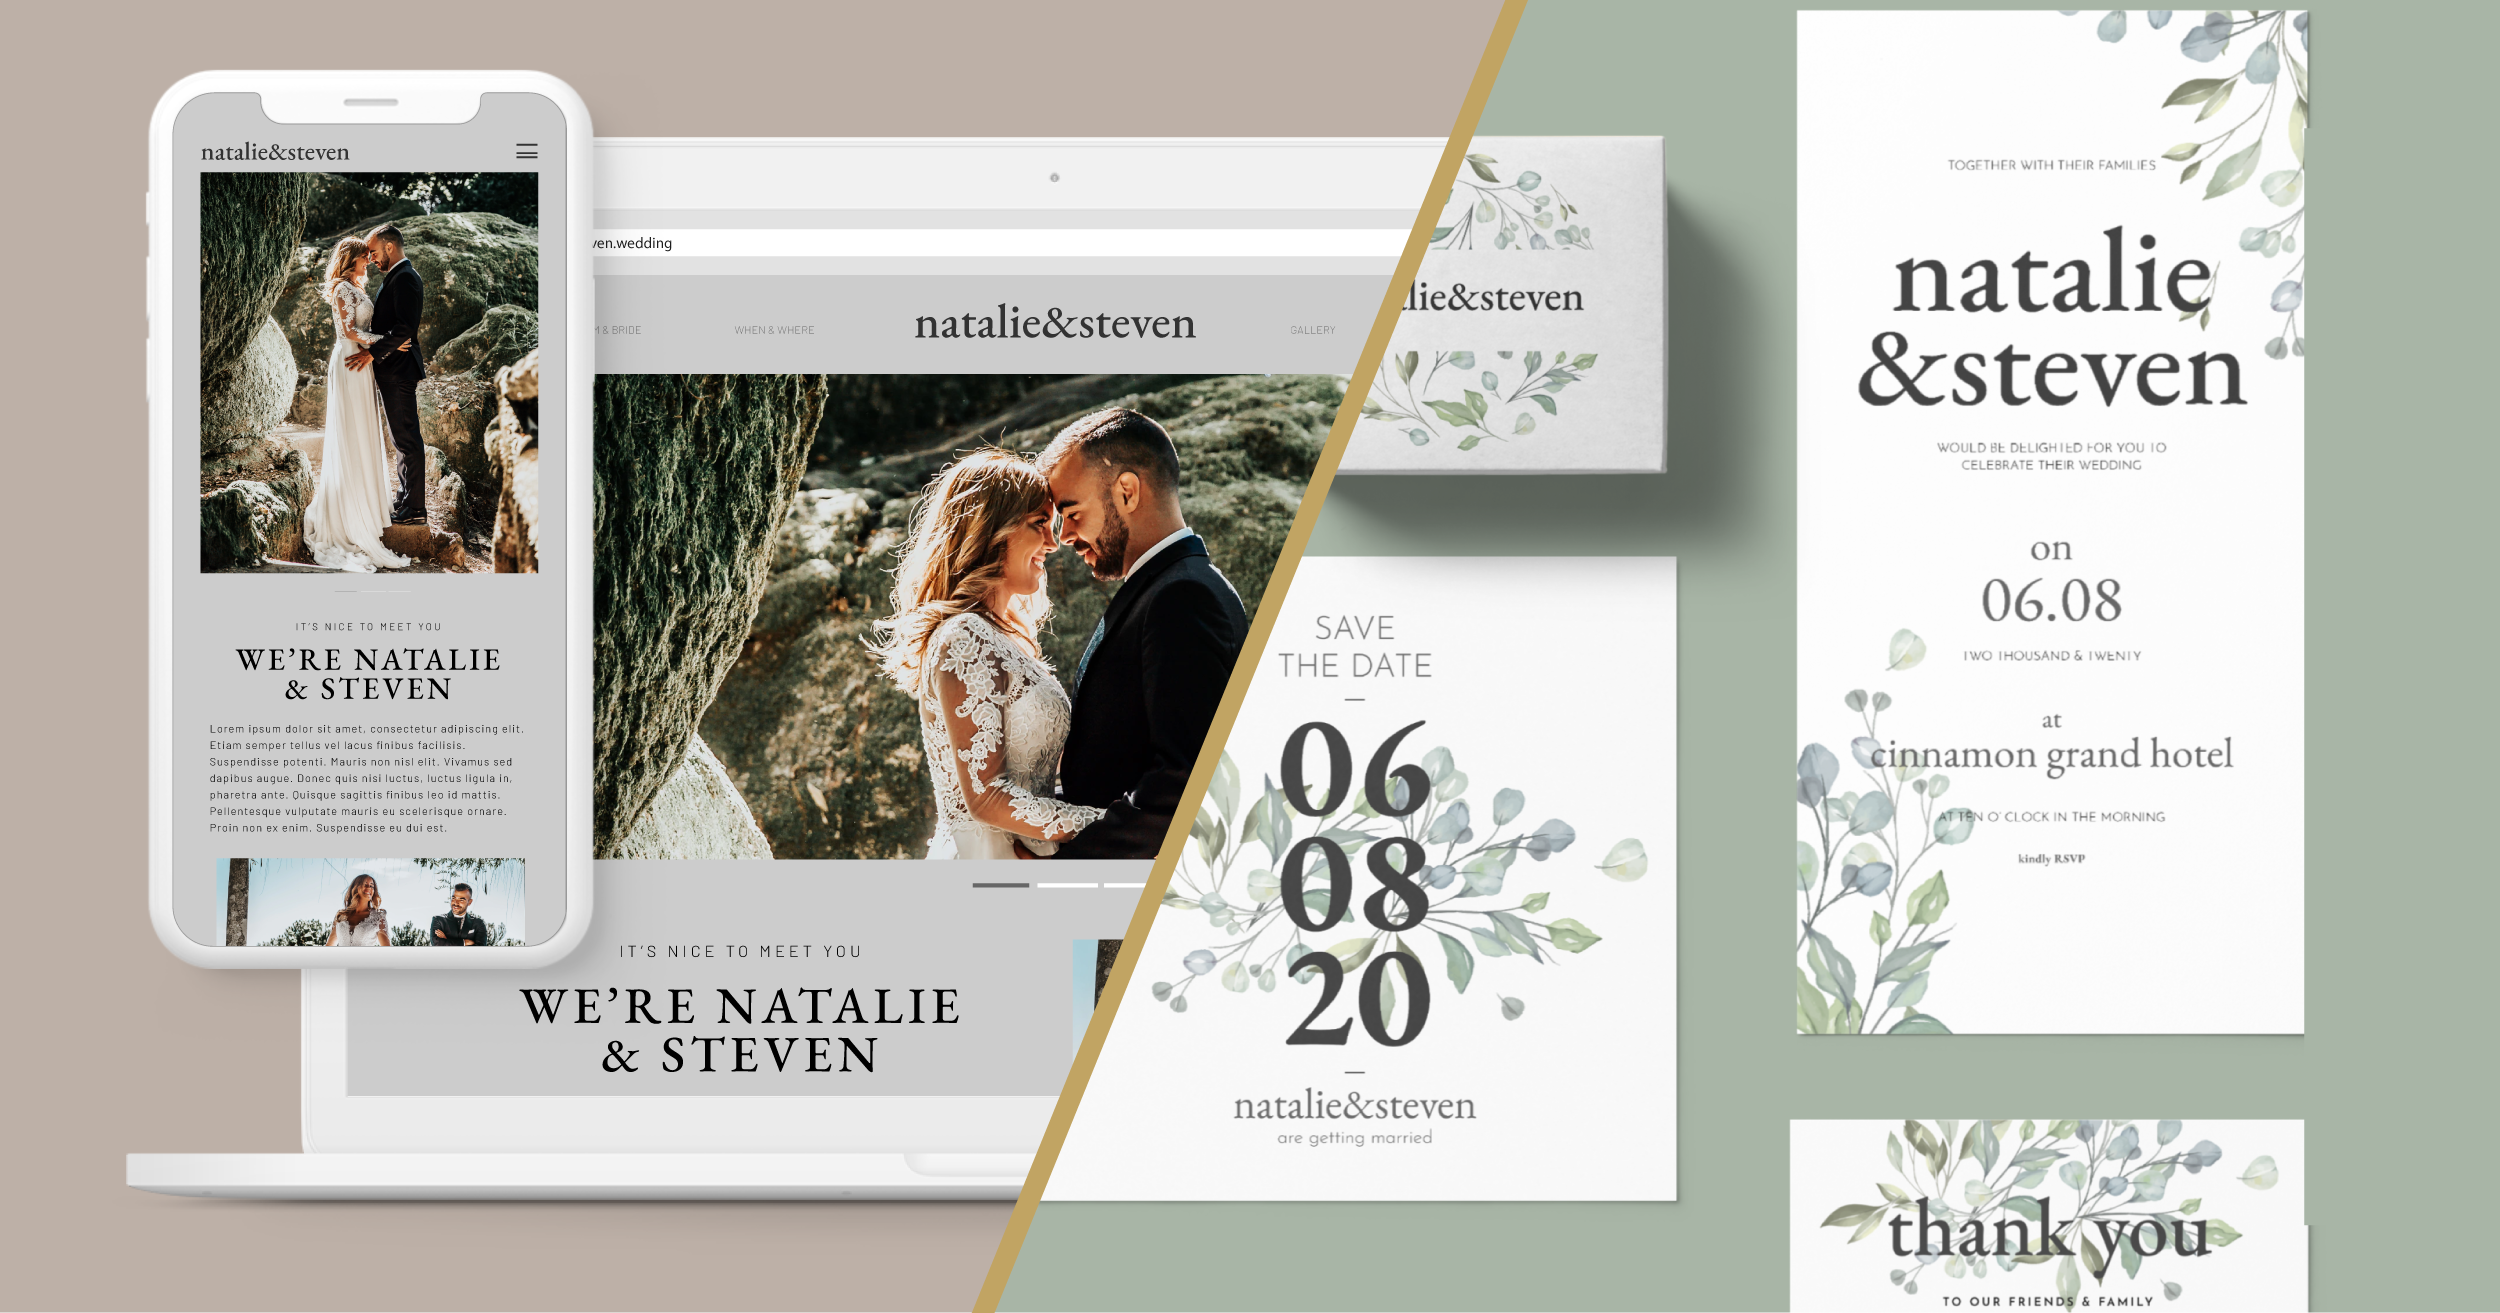 natalie&steven
IT'S NICE TO MEET YOU
WE'RE NATALIE
& STEVEN
Lorem ipsum dolor sit amet, consectetur adipiscing elit.
Etiam semper tellus vel lacus finibus facilisis.
Suspendisse potenti. Mauris non nisl elit. Vivamus sed
dapibus augue. Donec quis nisi luctus, luctus ligula in,
pharetra ante. Quisque sagittis finibus leo id mattis.
Pellentesque vulputate mauris eu scelerisque ornare.
Proin non ex enim. Suspendisse eu dui est.
ven.wedding
M & BRIDE WHEN & WHERE natalie&steven GALLERY
IT'S NICE TO MEET YOU
WE'RE NATALIE
& STEVEN
lie&steven
SAVE
THE DATE
06
08
20
natalie&steven
are getting married
TOGETHER WITH THEIR FAMILIES
natalie
&steven
WOULD BE DELIGHTED FOR YOU TO
CELEBRATE THEIR WEDDING
on
06.08
TWO THOUSAND & TWENTY
at
cinnamon grand hotel
AT TEN O' CLOCK IN THE MORNING
kindly RSVP
thank you
TO OUR FRIENDS & FAMILY